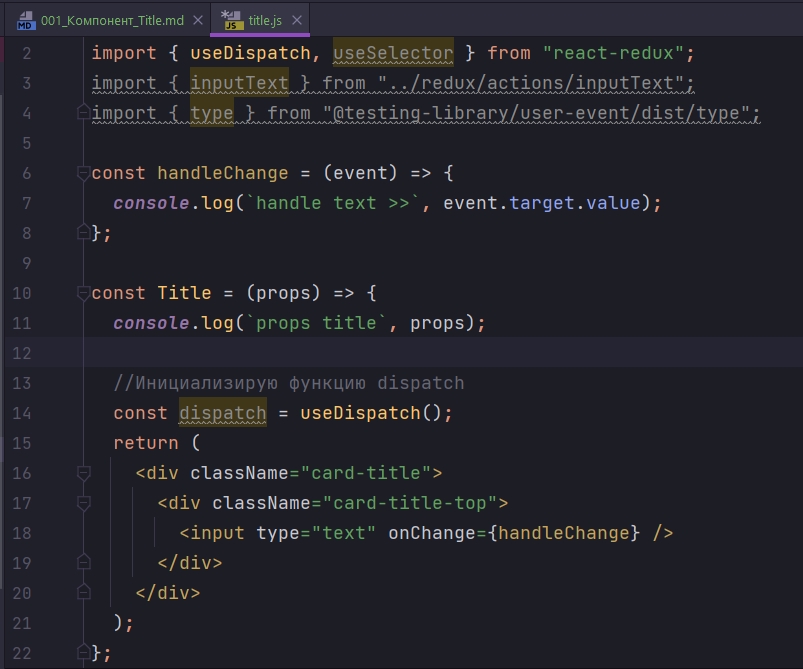 001_Компонент_Title.md title.js
2 import { useDispatch, useSelector } from "react-redux";
3 import { inputText } from "../redux/actions/inputText";
4 import { type } from "@testing-library/user-event/dist/type";
5
6 const handleChange = (event) => {
7 console.log(`handle text >>`, event.target.value);
8 };
9
10 const Title = (props) => {
11 console.log(`props title`, props);
12
13 //Инициализирую функцию dispatch
14 const dispatch = useDispatch();
15 return (
16 <div className="card-title">
17 <div className="card-title-top">
18 <input type="text" onChange={handleChange} />
19 </div>
20 </div>
21 );
22 };